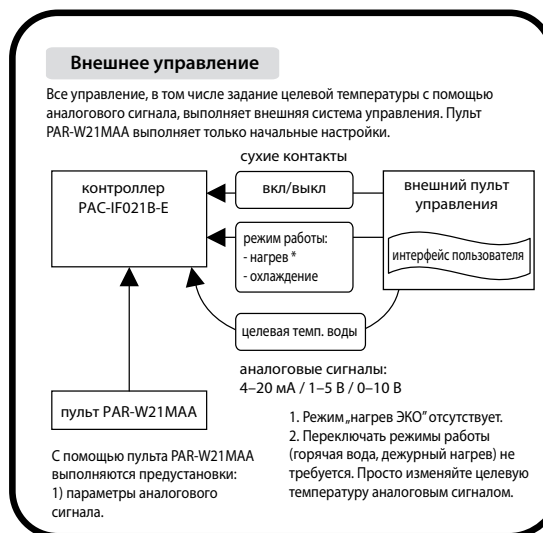 Внешнее управление
Все управление, в том числе задание целевой температуры с помощью
аналогового сигнала, выполняет внешняя система управления. Пульт
PAR-W21MAA выполняет только начальные настройки.
сухие контакты
контроллер
PAC-IF021B-E
вкл/выкл
внешний пульт
управления
режим работы:
- нагрев *
- охлаждение
интерфейс пользователя
целевая темп. воды
аналоговые сигналы:
4–20 мА / 1–5 В / 0–10 В
пульт PAR-W21MAA
С помощью пульта PAR-W21MAA
выполняются предустановки:
1) параметры аналогового
сигнала.
1. Режим „нагрев ЭКО” отсутствует.
2. Переключать режимы работы
(горячая вода, дежурный нагрев) не
требуется. Просто изменяйте целевую
температуру аналоговым сигналом.